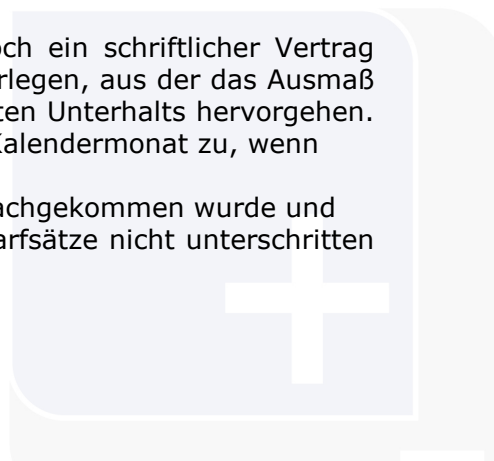 och ein schriftlicher Vertrag
rlegen, aus der das Ausmaß
ten Unterhalts hervorgehen.
Kalendermonat zu, wenn
achgekommen wurde und
arfsätze nicht unterschritten